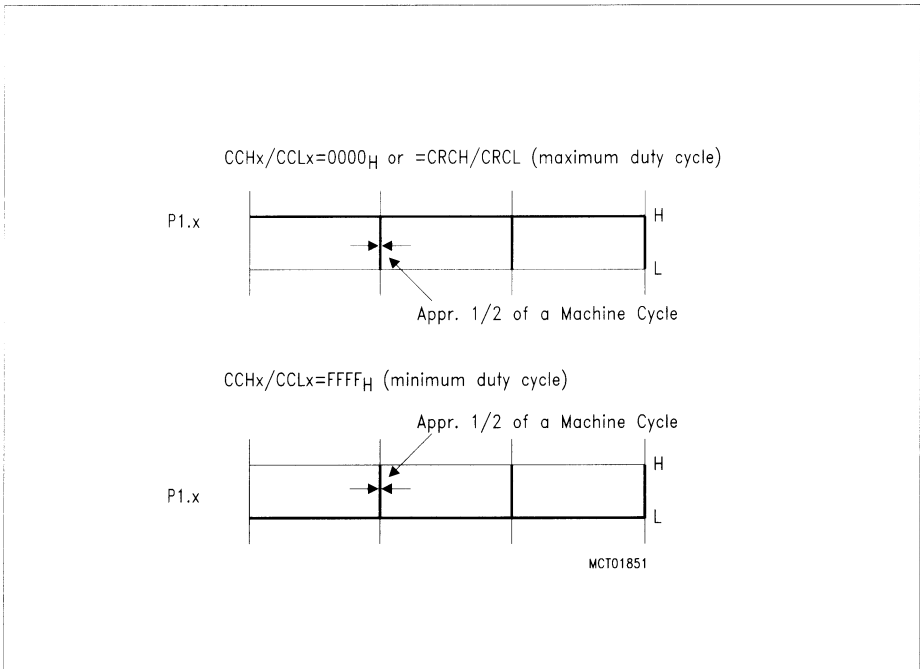 CCHx/CCLx=0000H or =CRCH/CRCL (maximum duty cycle)
P1.x
H
L
Appr. 1/2 of a Machine Cycle
CCHx/CCLx=FFFFH (minimum duty cycle)
Appr. 1/2 of a Machine Cycle
P1.x
H
L
MCT01851